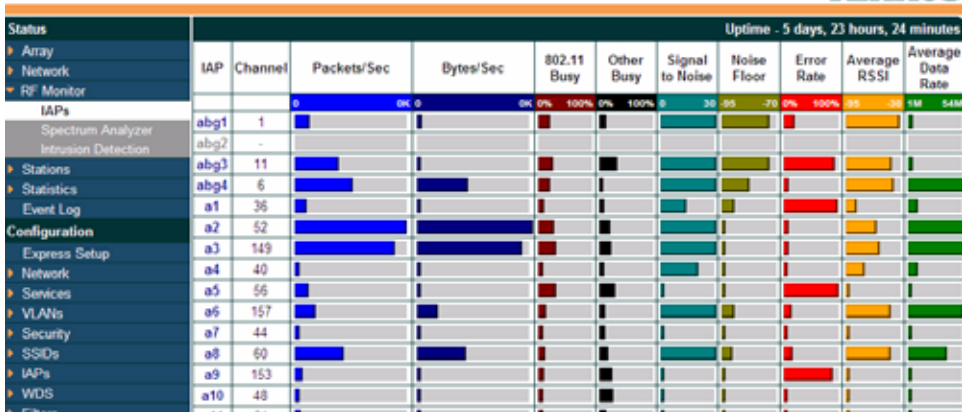 Status
Uptime - 5 days, 23 hours, 24 minutes
Array
Network
RF Monitor
IAPs
Spectrum Analyzer
Intrusion Detection
Stations
Statistics
Event Log
Configuration
Express Setup
Network
Services
VLANs
Security
SSIDs
IAPs
WDS
IAP Channel Packets/Sec Bytes/Sec 802.11 Busy Other Busy Signal to Noise Noise Floor Error Rate Average RSSI Average Data Rate
0 0K 0 0K 0% 100% 0% 100% 0 30 -95 -70 0% 100% -95 -30 1M 54M
abg1 1
abg2 -
abg3 11
abg4 6
a1 36
a2 52
a3 149
a4 40
a5 56
a6 157
a7 44
a8 60
a9 153
a10 48